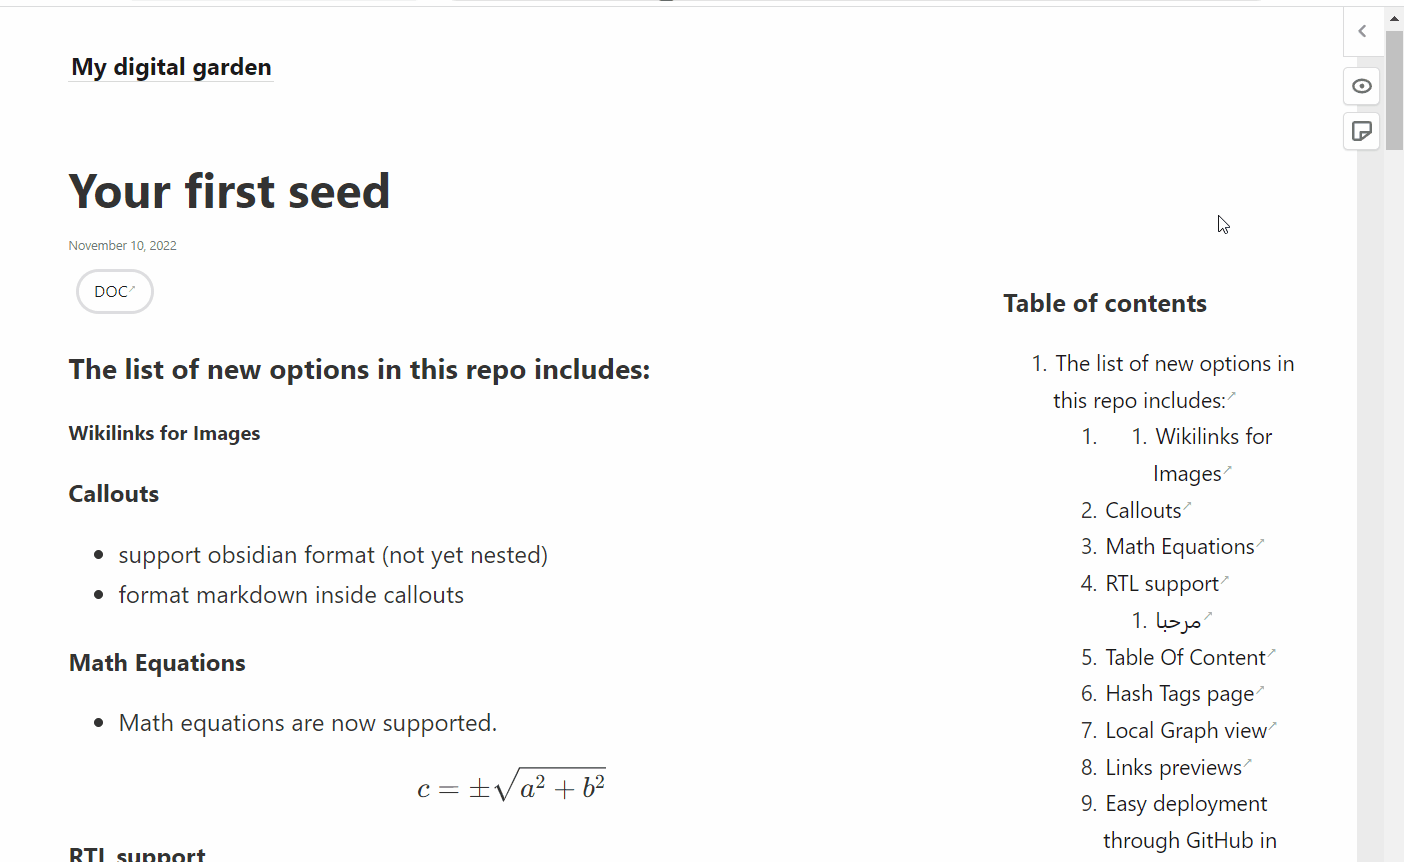 My digital garden
Your first seed
November 10, 2022
DOC
The list of new options in this repo includes:
Wikilinks for Images
Callouts
• support obsidian format (not yet nested)
• format markdown inside callouts
Math Equations
• Math equations are now supported.
c = ±√(a² + b²)
RTL support
Table of contents
1. The list of new options in
this repo includes:
1. 1. Wikilinks for
Images
2. Callouts
3. Math Equations
4. RTL support
1. مرحبا
5. Table Of Content
6. Hash Tags page
7. Local Graph view
8. Links previews
9. Easy deployment
through GitHub in